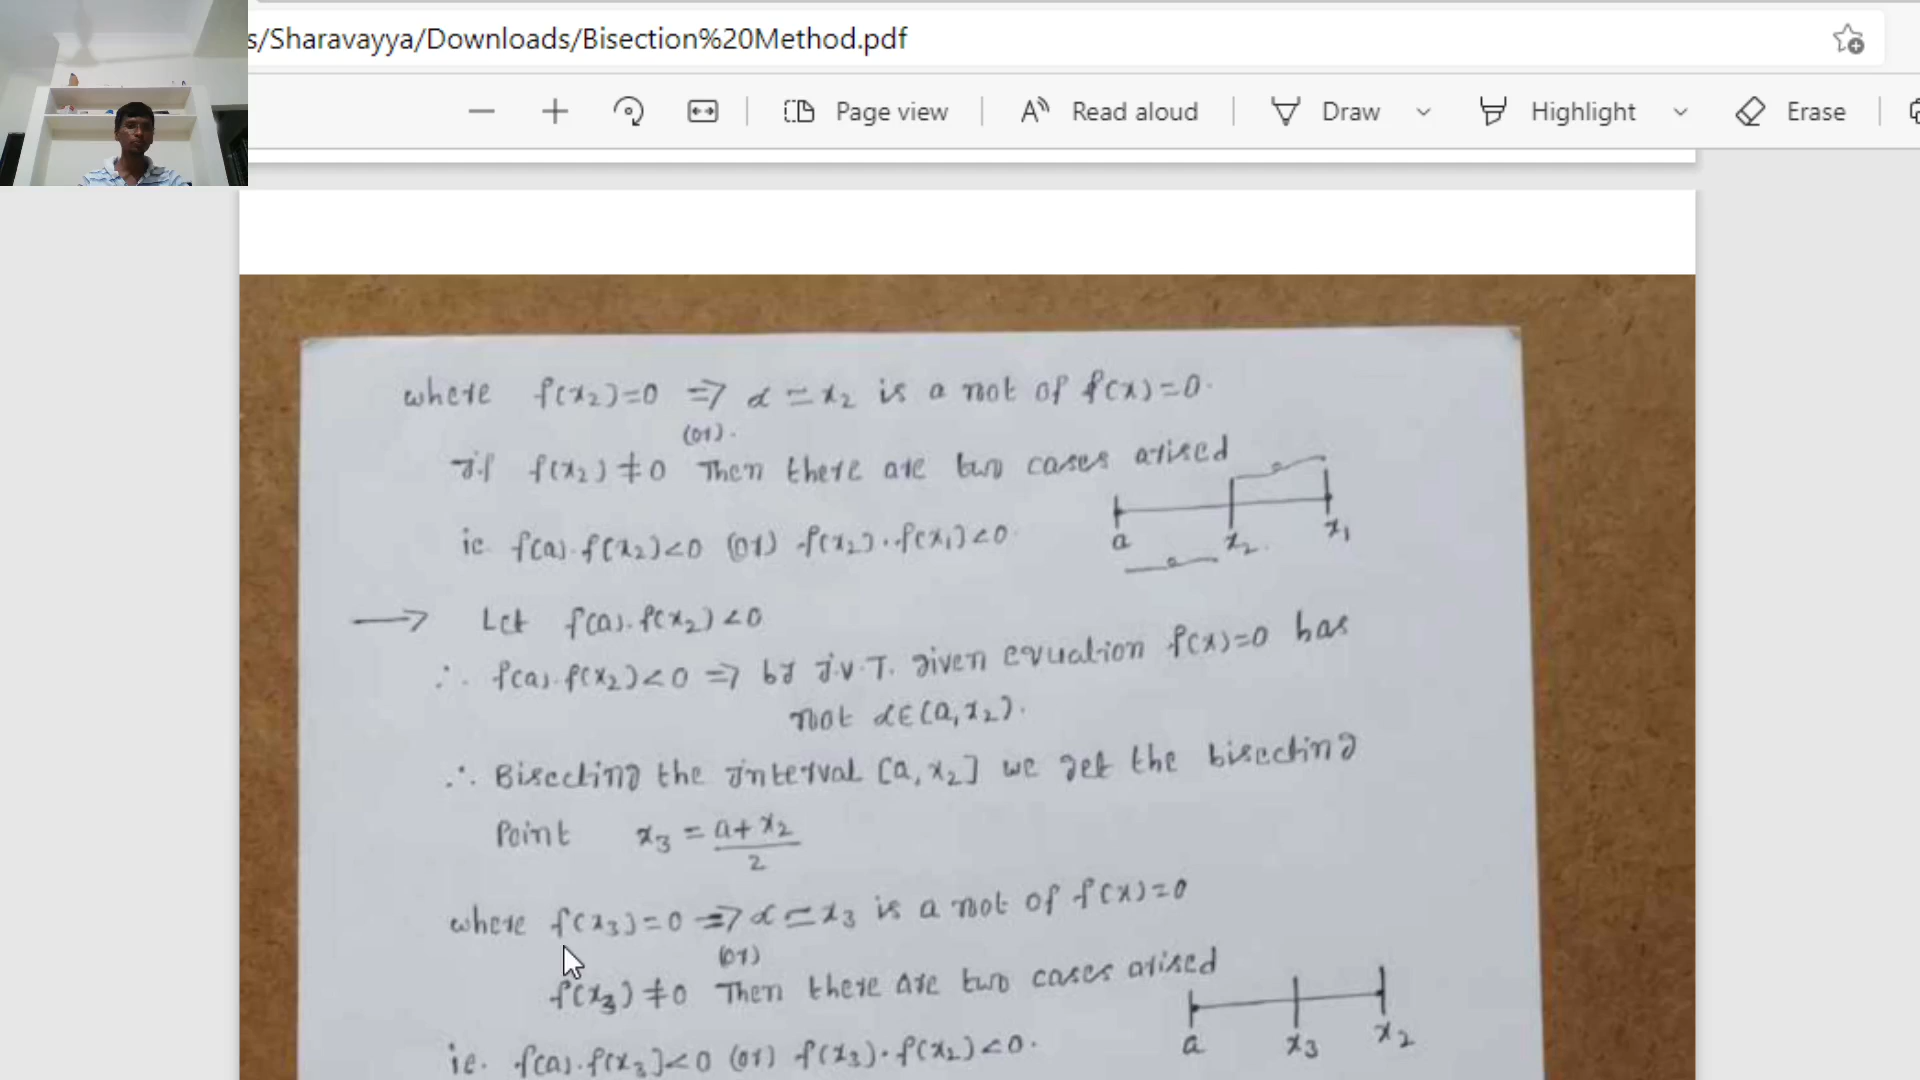 s/Sharavayya/Downloads/Bisection%20Method.pdf
Page view Read aloud Draw Highlight Erase
where f(x₂)=0 ⇒ α ≃ x₂ is a root of f(x)=0.
(or).
If f(x₂)≠0 Then there are two cases arised
a x₂. x₁
ie f(a).f(x₂)<0 (or) f(x₂).f(x₁)<0.
→ Let f(a).f(x₂)<0
∴ f(a).f(x₂)<0 ⇒ by I.V.T. given equation f(x)=0 has
root α∈(a,x₂).
∴ Bisecting the Interval [a, x₂] we get the bisecting
Point x₃ = a+x₂/2
where f(x₃)=0 ⇒ α ≃ x₃ is a root of f(x)=0
(or)
f(x₃)≠0 Then there are two cases arised
a x₃ x₂
ie. f(a).f(x₃)<0 (or) f(x₃).f(x₂)<0.